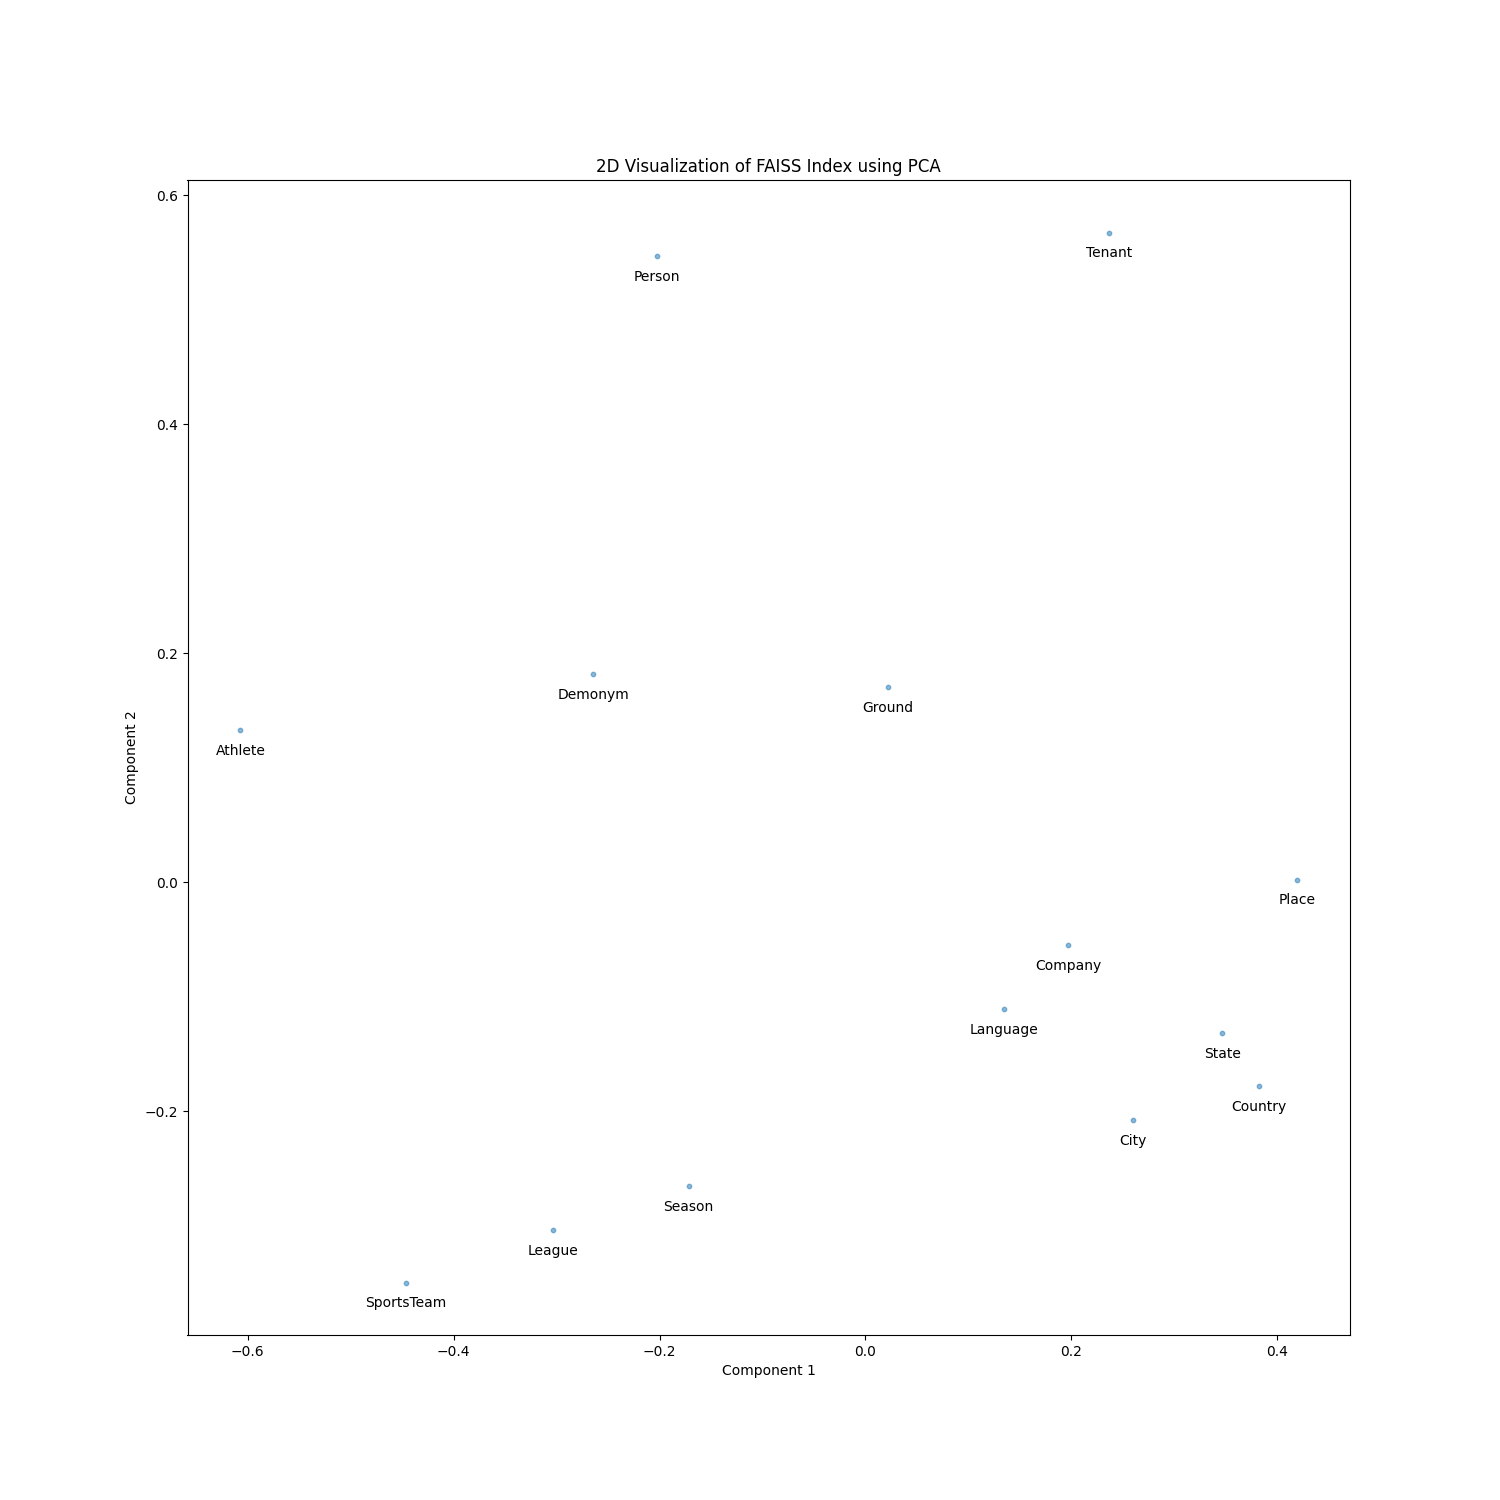 2D Visualization of FAISS Index using PCA
0.6
Tenant
Person
0.4
0.2
Demonym
Ground
Athlete
Component 2
0.0
Place
Company
Language
State
−0.2
Country
City
Season
League
SportsTeam
−0.6
−0.4
−0.2
0.0
0.2
0.4
Component 1